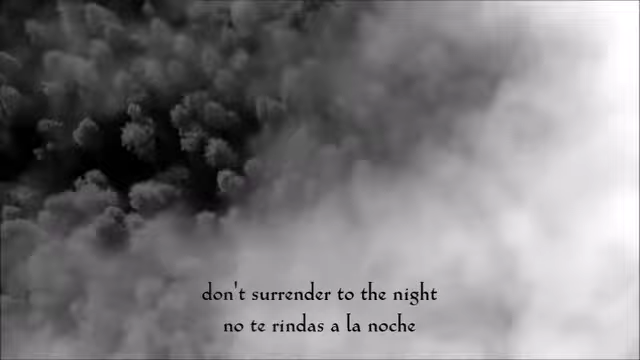 don't surrender to the night
no te rindas a la noche